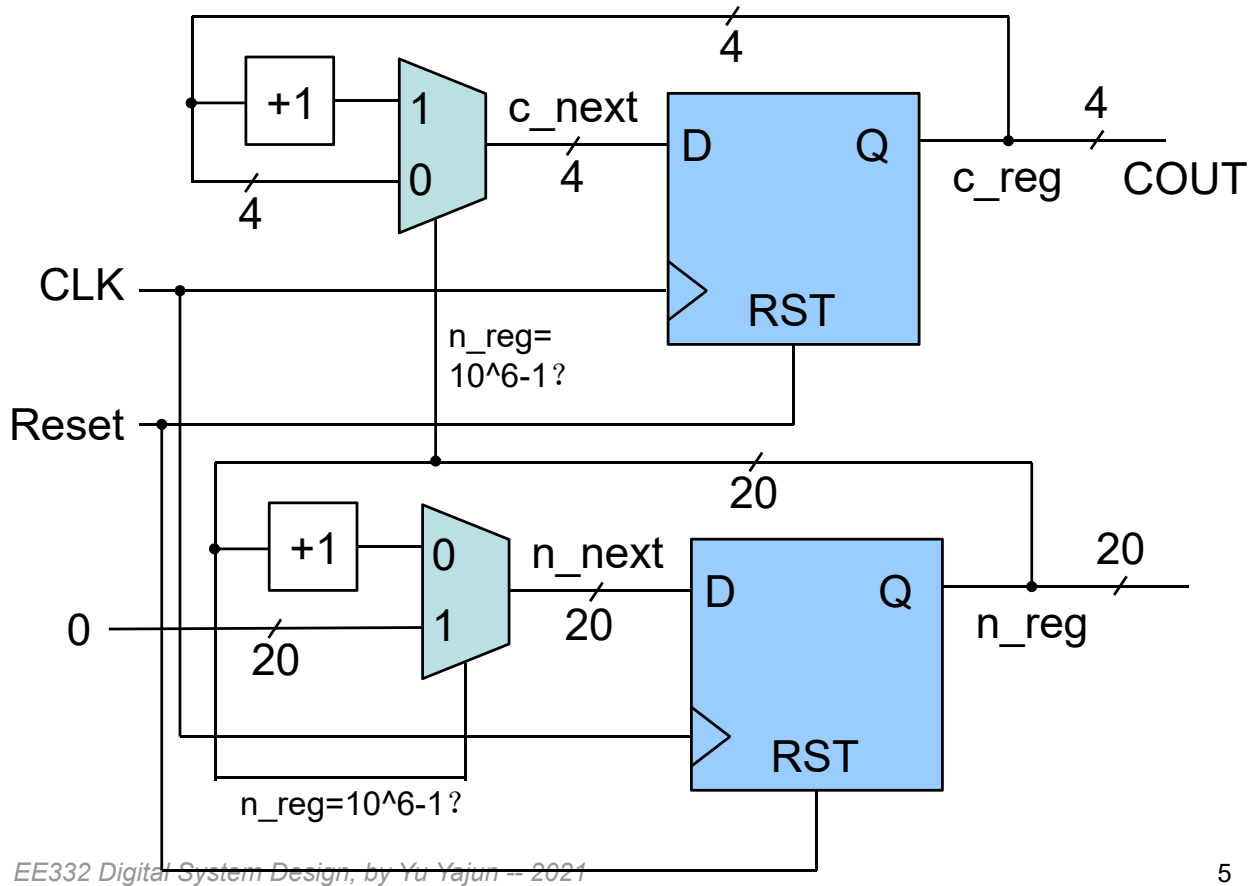 4
+1
1
0
4
c_next
4
D
Q
RST
c_reg
4
COUT
CLK
n_reg=
10^6-1?
Reset
20
+1
0
1
0
20
n_next
20
D
Q
RST
n_reg
20
n_reg=10^6-1?
EE332 Digital System Design, by Yu Yajun -- 2021
5